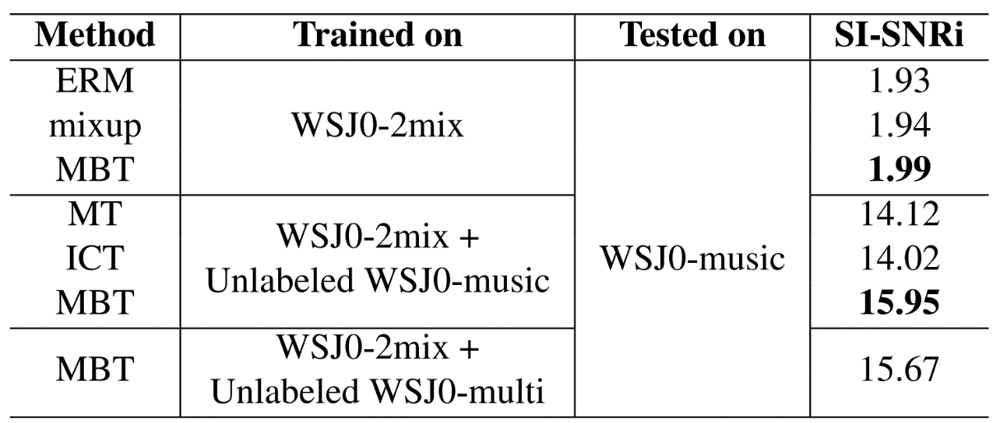 Method Trained on Tested on SI-SNRi
ERM 1.93
mixup WSJ0-2mix 1.94
MBT 1.99
MT 14.12
WSJ0-2mix +
ICT WSJ0-music 14.02
Unlabeled WSJ0-music
MBT 15.95
WSJ0-2mix +
MBT 15.67
Unlabeled WSJ0-multi